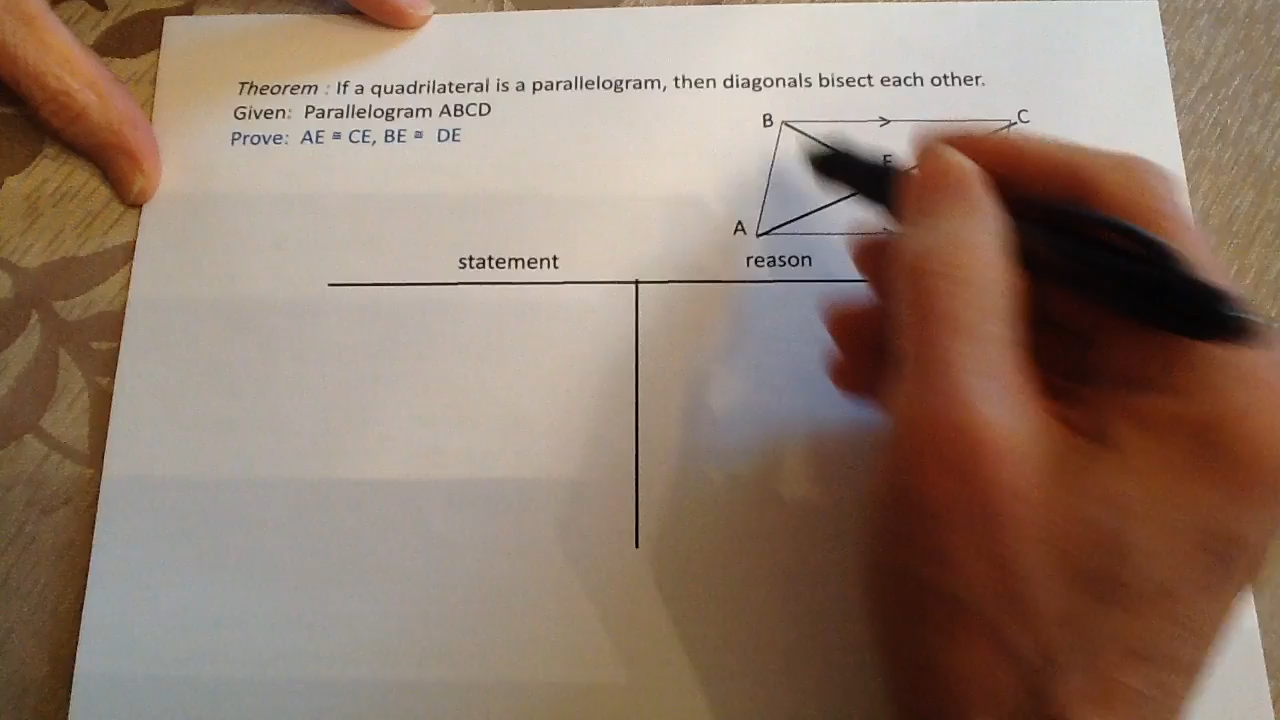 Theorem : If a quadrilateral is a parallelogram, then diagonals bisect each other.
Given: Parallelogram ABCD
Prove: AE ≅ CE, BE ≅ DE
B
C
E
A
statement
reason